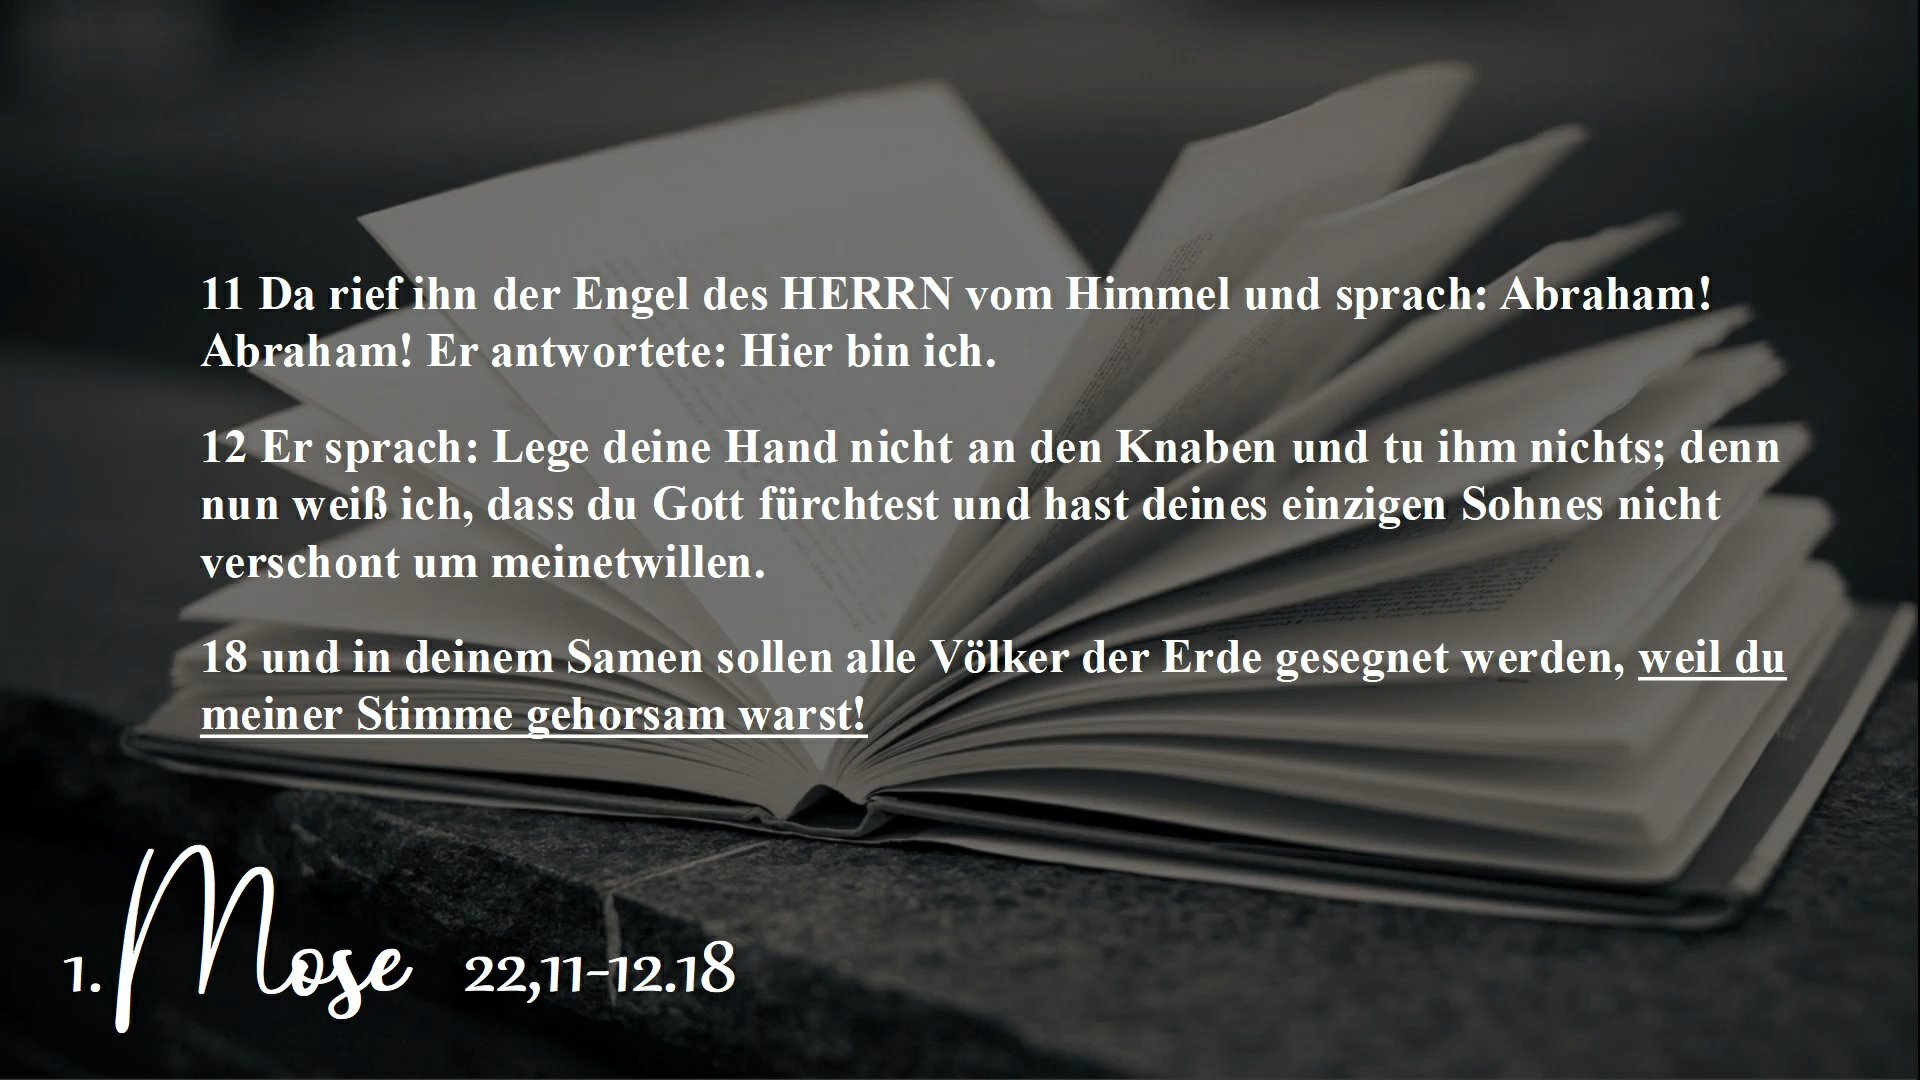 11 Da rief ihn der Engel des HERRN vom Himmel und sprach: Abraham!
Abraham! Er antwortete: Hier bin ich.
12 Er sprach: Lege deine Hand nicht an den Knaben und tu ihm nichts; denn
nun weiß ich, dass du Gott fürchtest und hast deines einzigen Sohnes nicht
verschont um meinetwillen.
18 und in deinem Samen sollen alle Völker der Erde gesegnet werden, weil du
meiner Stimme gehorsam warst!
1. Mose 22,11-12.18